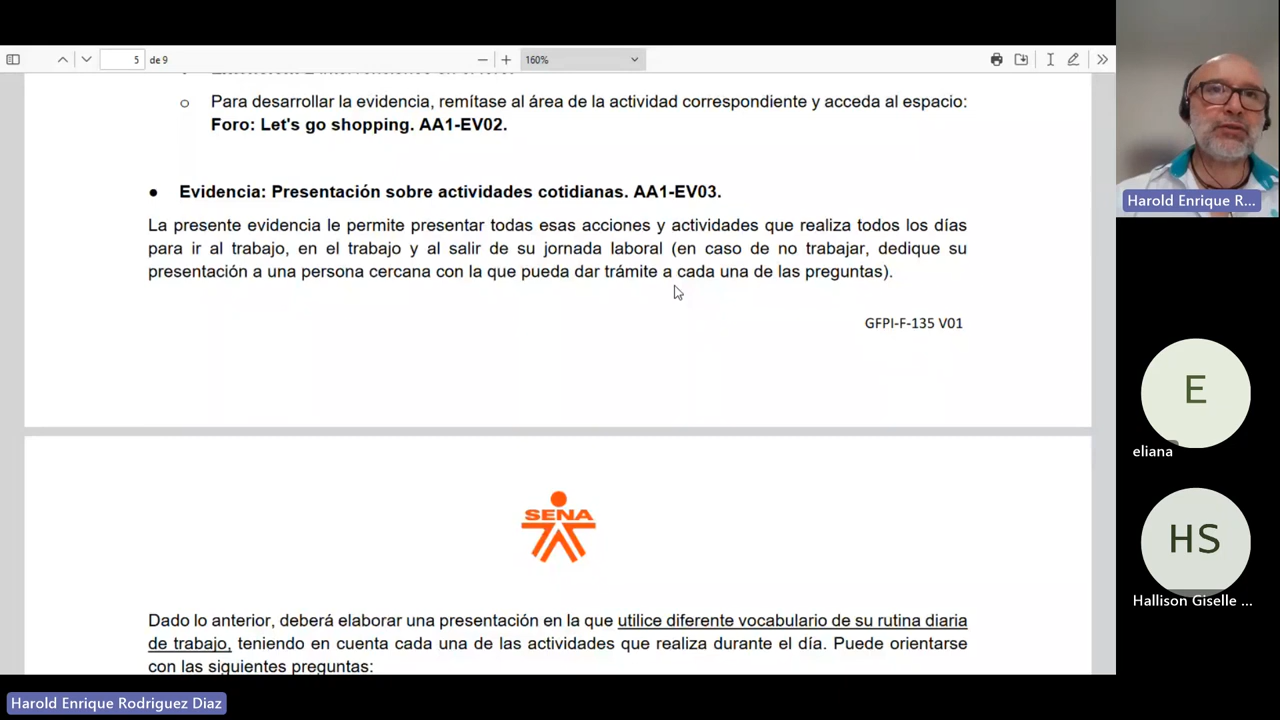 5 de 9
160%
Para desarrollar la evidencia, remítase al área de la actividad correspondiente y acceda al espacio:
Foro: Let's go shopping. AA1-EV02.
Evidencia: Presentación sobre actividades cotidianas. AA1-EV03.
La presente evidencia le permite presentar todas esas acciones y actividades que realiza todos los días
para ir al trabajo, en el trabajo y al salir de su jornada laboral (en caso de no trabajar, dedique su
presentación a una persona cercana con la que pueda dar trámite a cada una de las preguntas).
GFPI-F-135 V01
SENA
Dado lo anterior, deberá elaborar una presentación en la que utilice diferente vocabulario de su rutina diaria
de trabajo, teniendo en cuenta cada una de las actividades que realiza durante el día. Puede orientarse
con las siguientes preguntas:
Harold Enrique R...
E
eliana
HS
Hallison Giselle ...
Harold Enrique Rodriguez Diaz